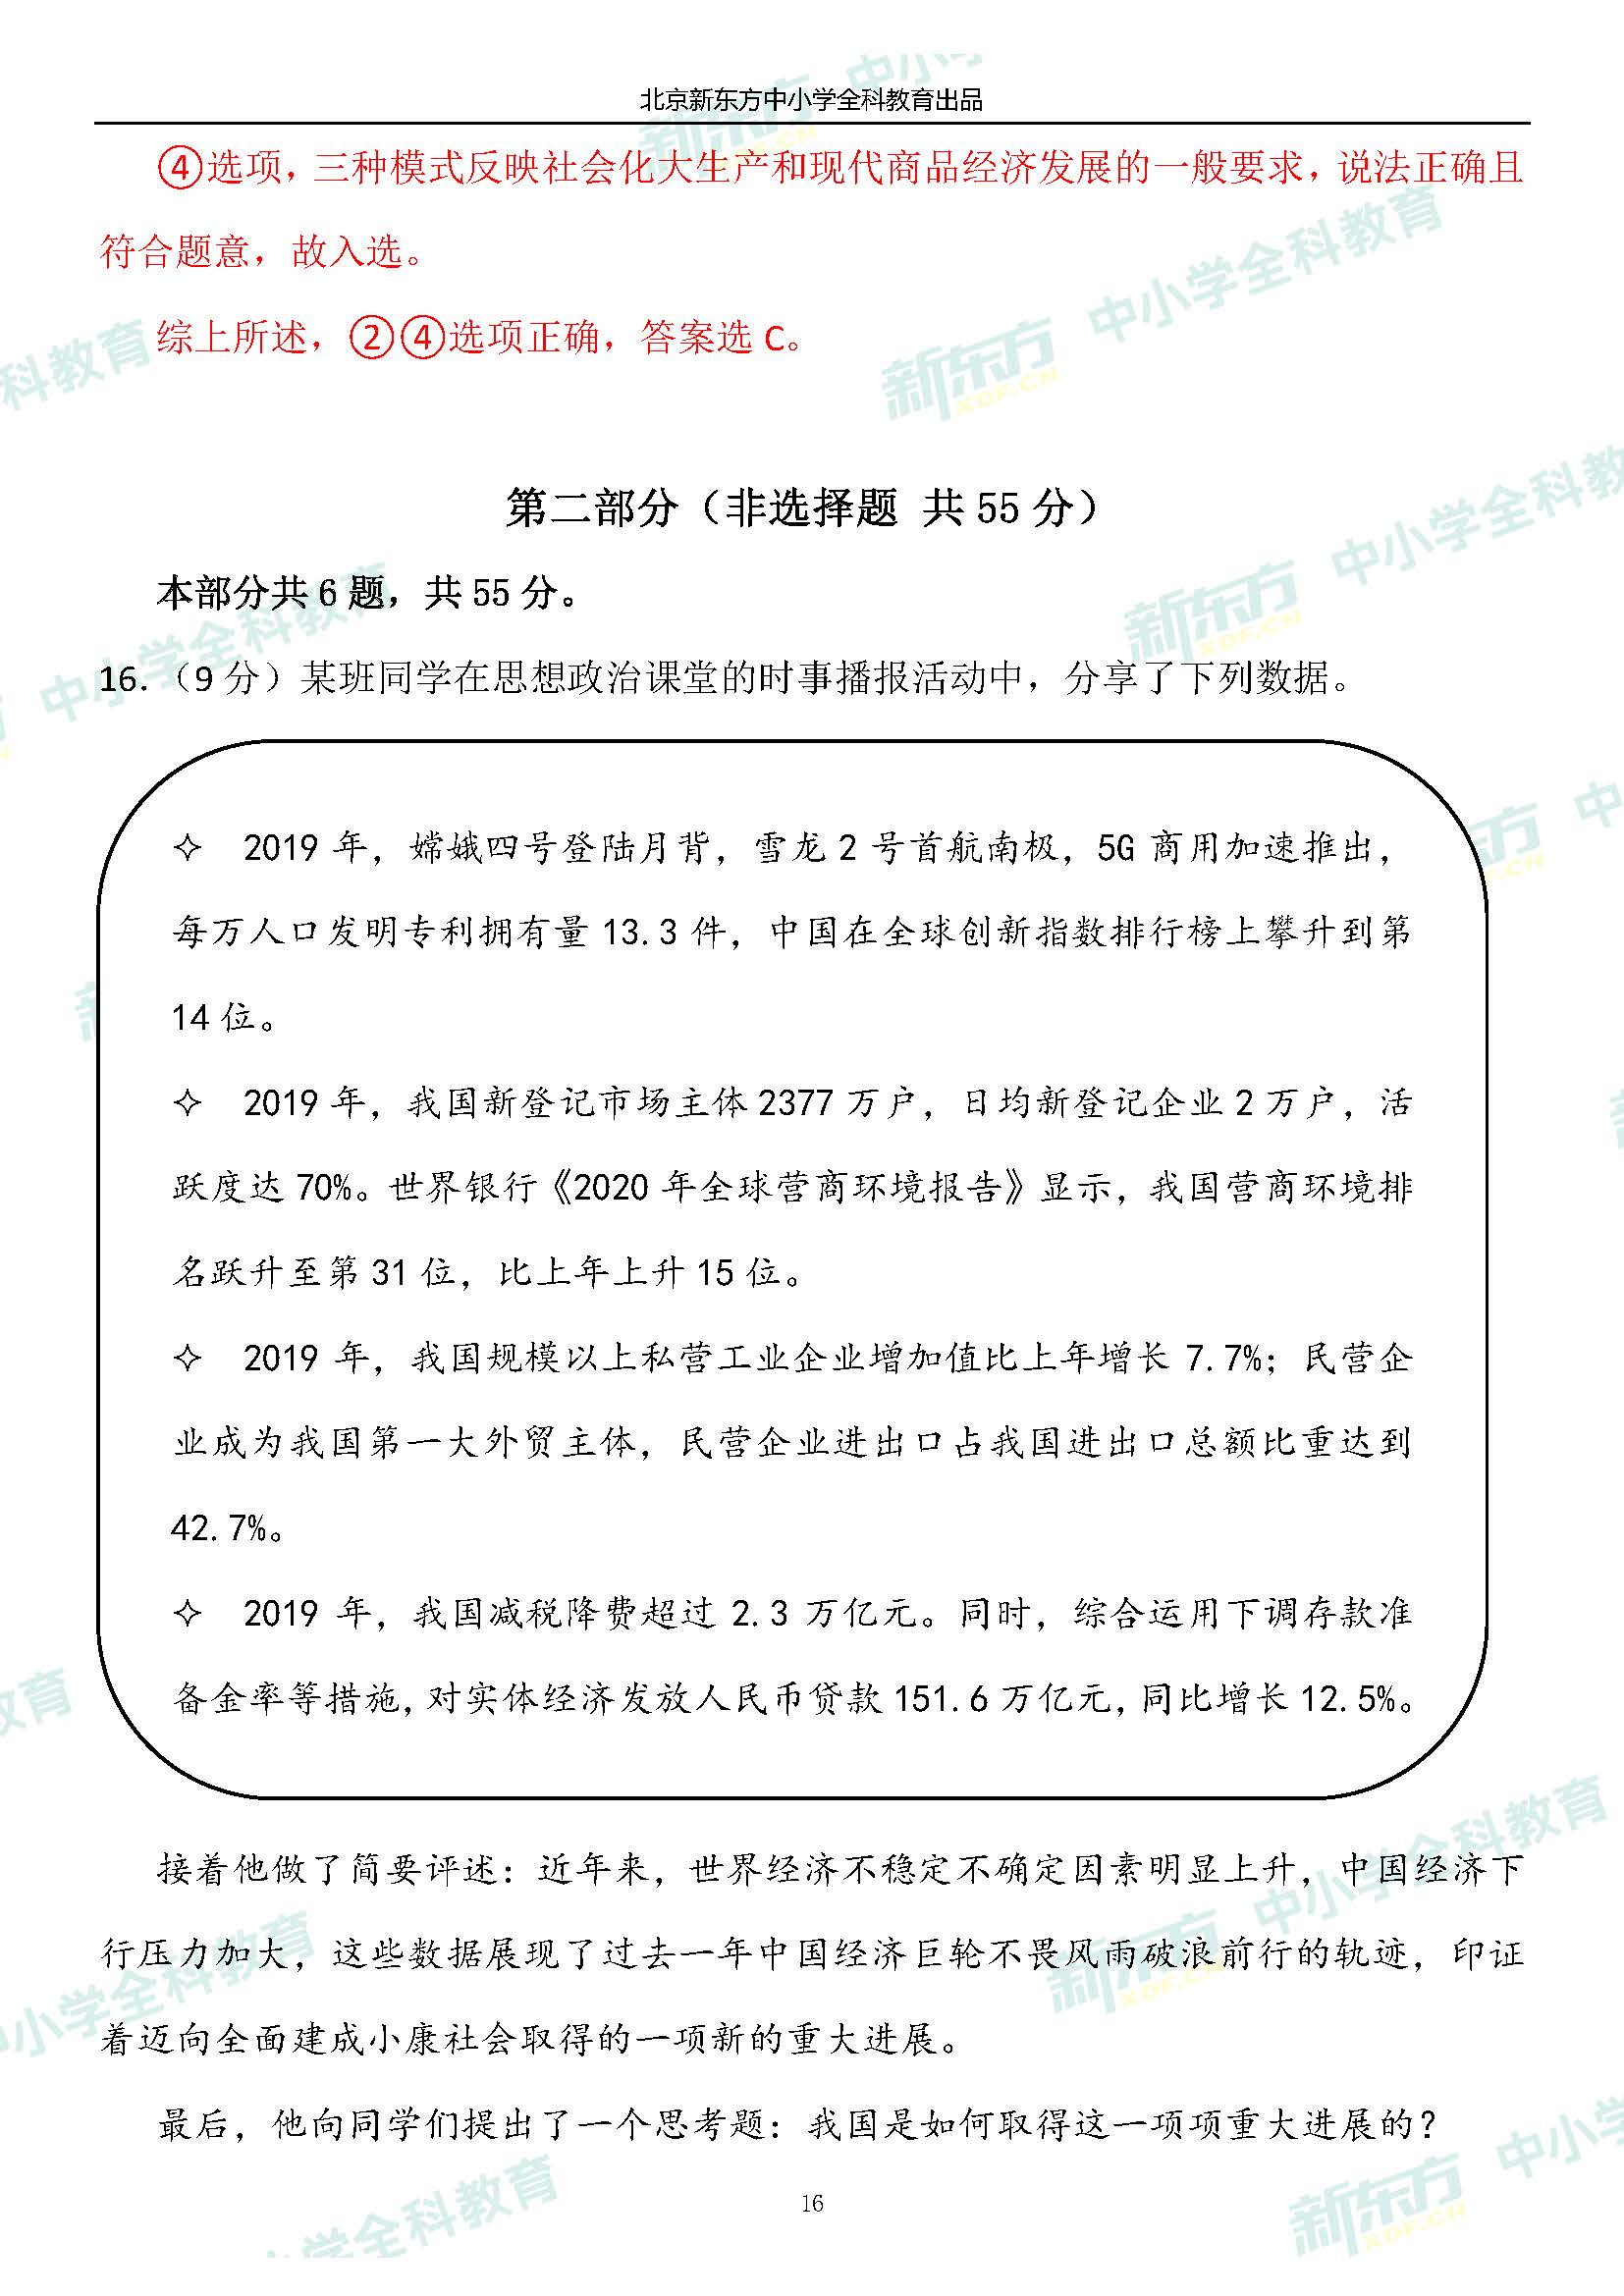 北京新东方中小学全科教育出品
④选项，三种模式反映社会化大生产和现代商品经济发展的一般要求，说法正确且
符合题意，故入选。
综上所述，②④选项正确，答案选 C。
第二部分（非选择题 共 55 分）
本部分共 6 题，共 55 分。
16.（9 分）某班同学在思想政治课堂的时事播报活动中，分享了下列数据。
✧ 2019 年，嫦娥四号登陆月背，雪龙 2 号首航南极，5G 商用加速推出，
每万人口发明专利拥有量 13.3 件，中国在全球创新指数排行榜上攀升到第
14 位。
✧ 2019 年，我国新登记市场主体 2377 万户，日均新登记企业 2 万户，活
跃度达 70%。世界银行《2020 年全球营商环境报告》显示，我国营商环境排
名跃升至第 31 位，比上年上升 15 位。
✧ 2019 年，我国规模以上私营工业企业增加值比上年增长 7.7%；民营企
业成为我国第一大外贸主体，民营企业进出口占我国进出口总额比重达到
42.7%。
✧ 2019 年，我国减税降费超过 2.3 万亿元。同时，综合运用下调存款准
备金率等措施，对实体经济发放人民币贷款 151.6 万亿元，同比增长 12.5%。
接着他做了简要评述：近年来，世界经济不稳定不确定因素明显上升，中国经济下
行压力加大，这些数据展现了过去一年中国经济巨轮不畏风雨破浪前行的轨迹，印证
着迈向全面建成小康社会取得的一项新的重大进展。
最后，他向同学们提出了一个思考题：我国是如何取得这一项项重大进展的？
16
新东方 XDF.CN 中小学全科教育